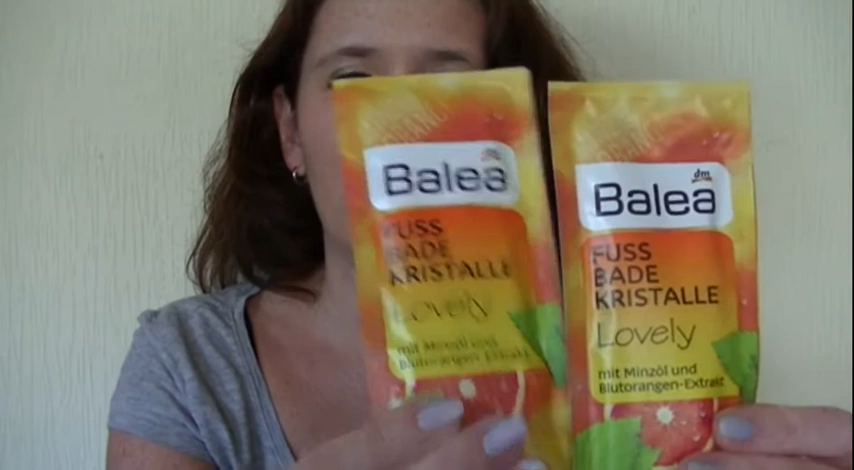 Balea
FUSS
BADE
KRISTALLE
Lovely
mit Minzöl und
Blutorangen-Extrakt
dm
Balea
FUSS
BADE
KRISTALLE
Lovely
mit Minzöl und
Blutorangen-Extrakt